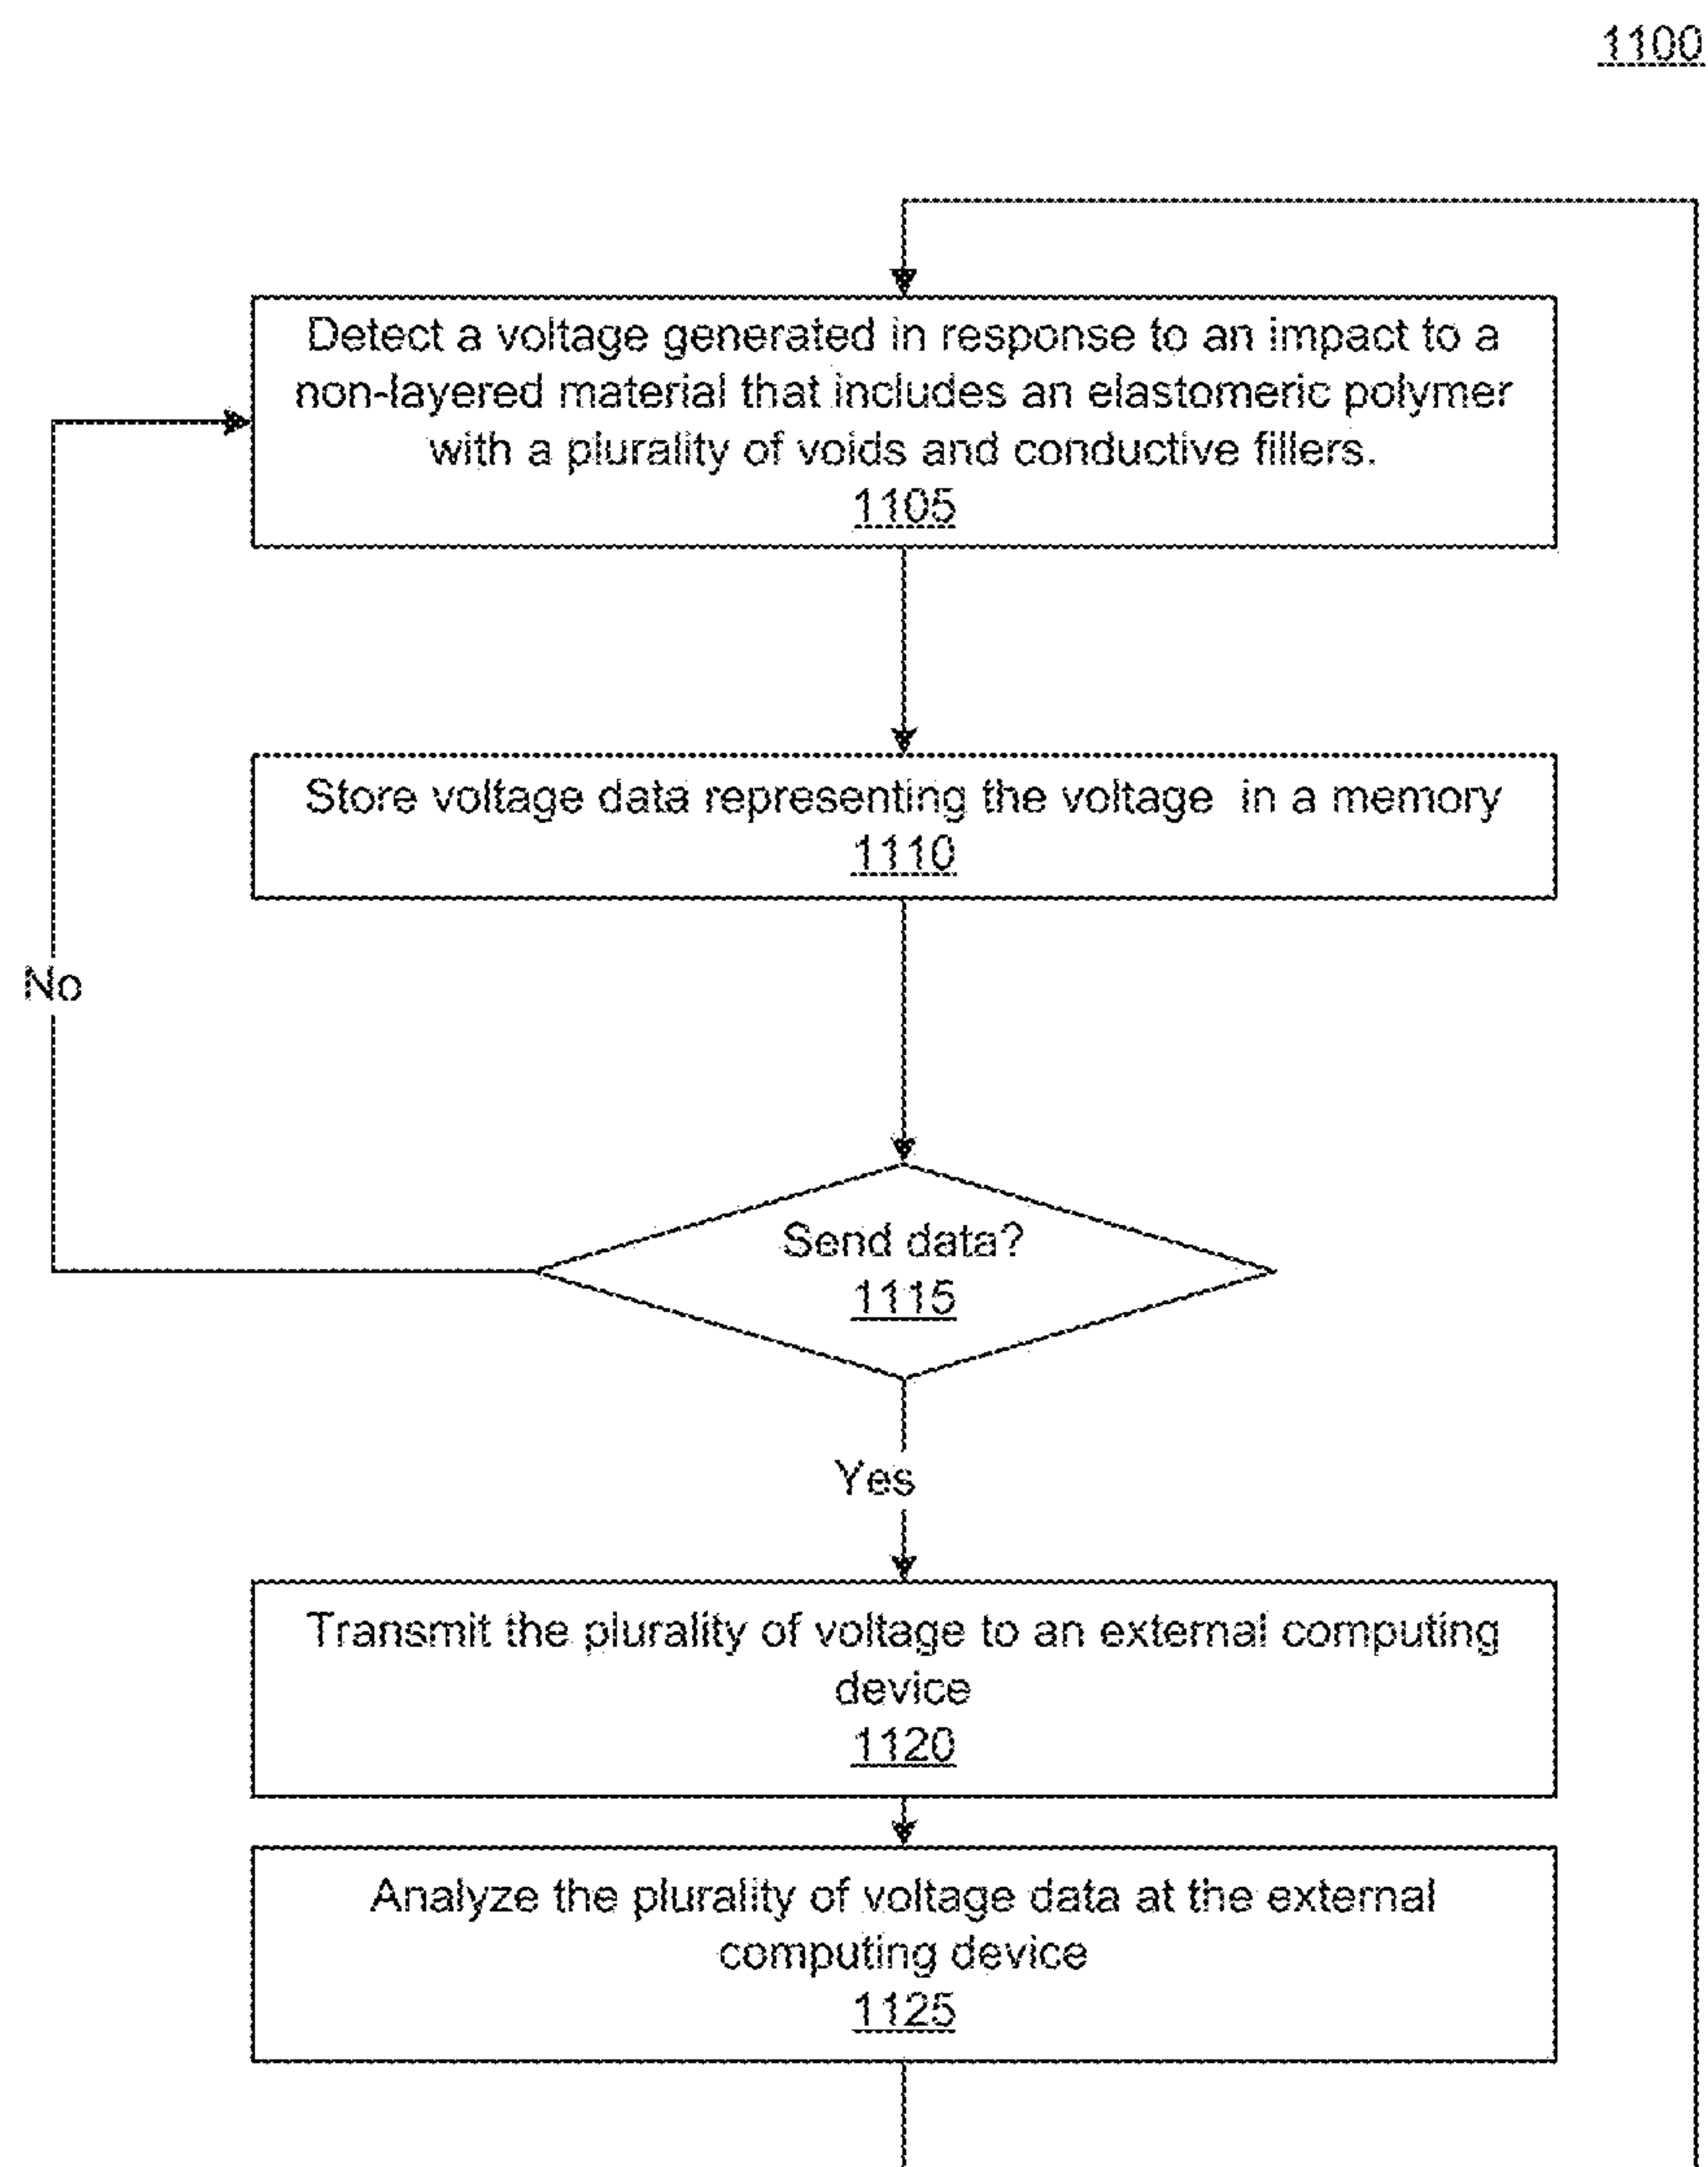 1100
Detect a voltage generated in response to an impact to a
non-layered material that includes an elastomeric polymer
with a plurality of voids and conductive fillers.
1105
Store voltage data representing the voltage in a memory
1110
No
Send data?
1115
Yes
Transmit the plurality of voltage to an external computing
device
1120
Analyze the plurality of voltage data at the external
computing device
1125